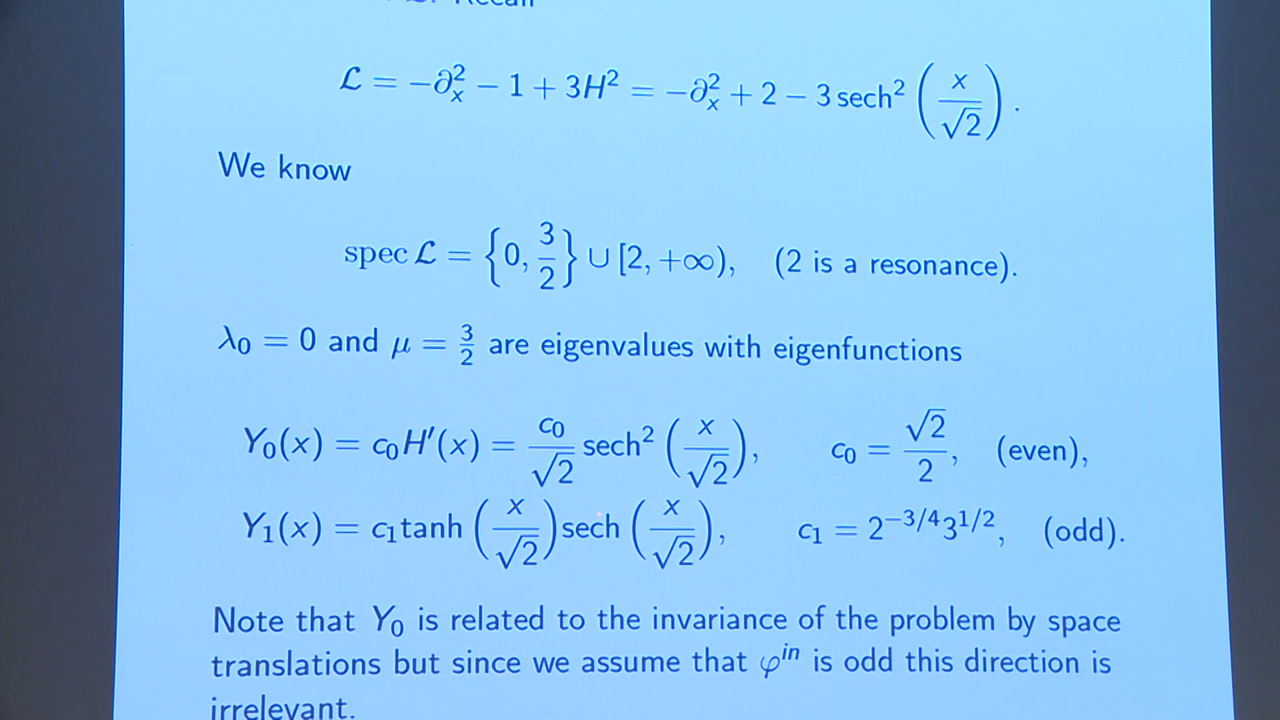 Recall
ℒ = −∂ₓ² − 1 + 3H² = −∂ₓ² + 2 − 3 sech² (x/√2).
We know
spec ℒ = {0, 3/2} ∪ [2, +∞), (2 is a resonance).
λ₀ = 0 and μ = 3/2 are eigenvalues with eigenfunctions
Y₀(x) = c₀H′(x) = c₀/√2 sech² (x/√2), c₀ = √2/2, (even),
Y₁(x) = c₁tanh (x/√2) sech (x/√2), c₁ = 2^{−3/4}3^{1/2}, (odd).
Note that Y₀ is related to the invariance of the problem by space
translations but since we assume that φ^{in} is odd this direction is
irrelevant.